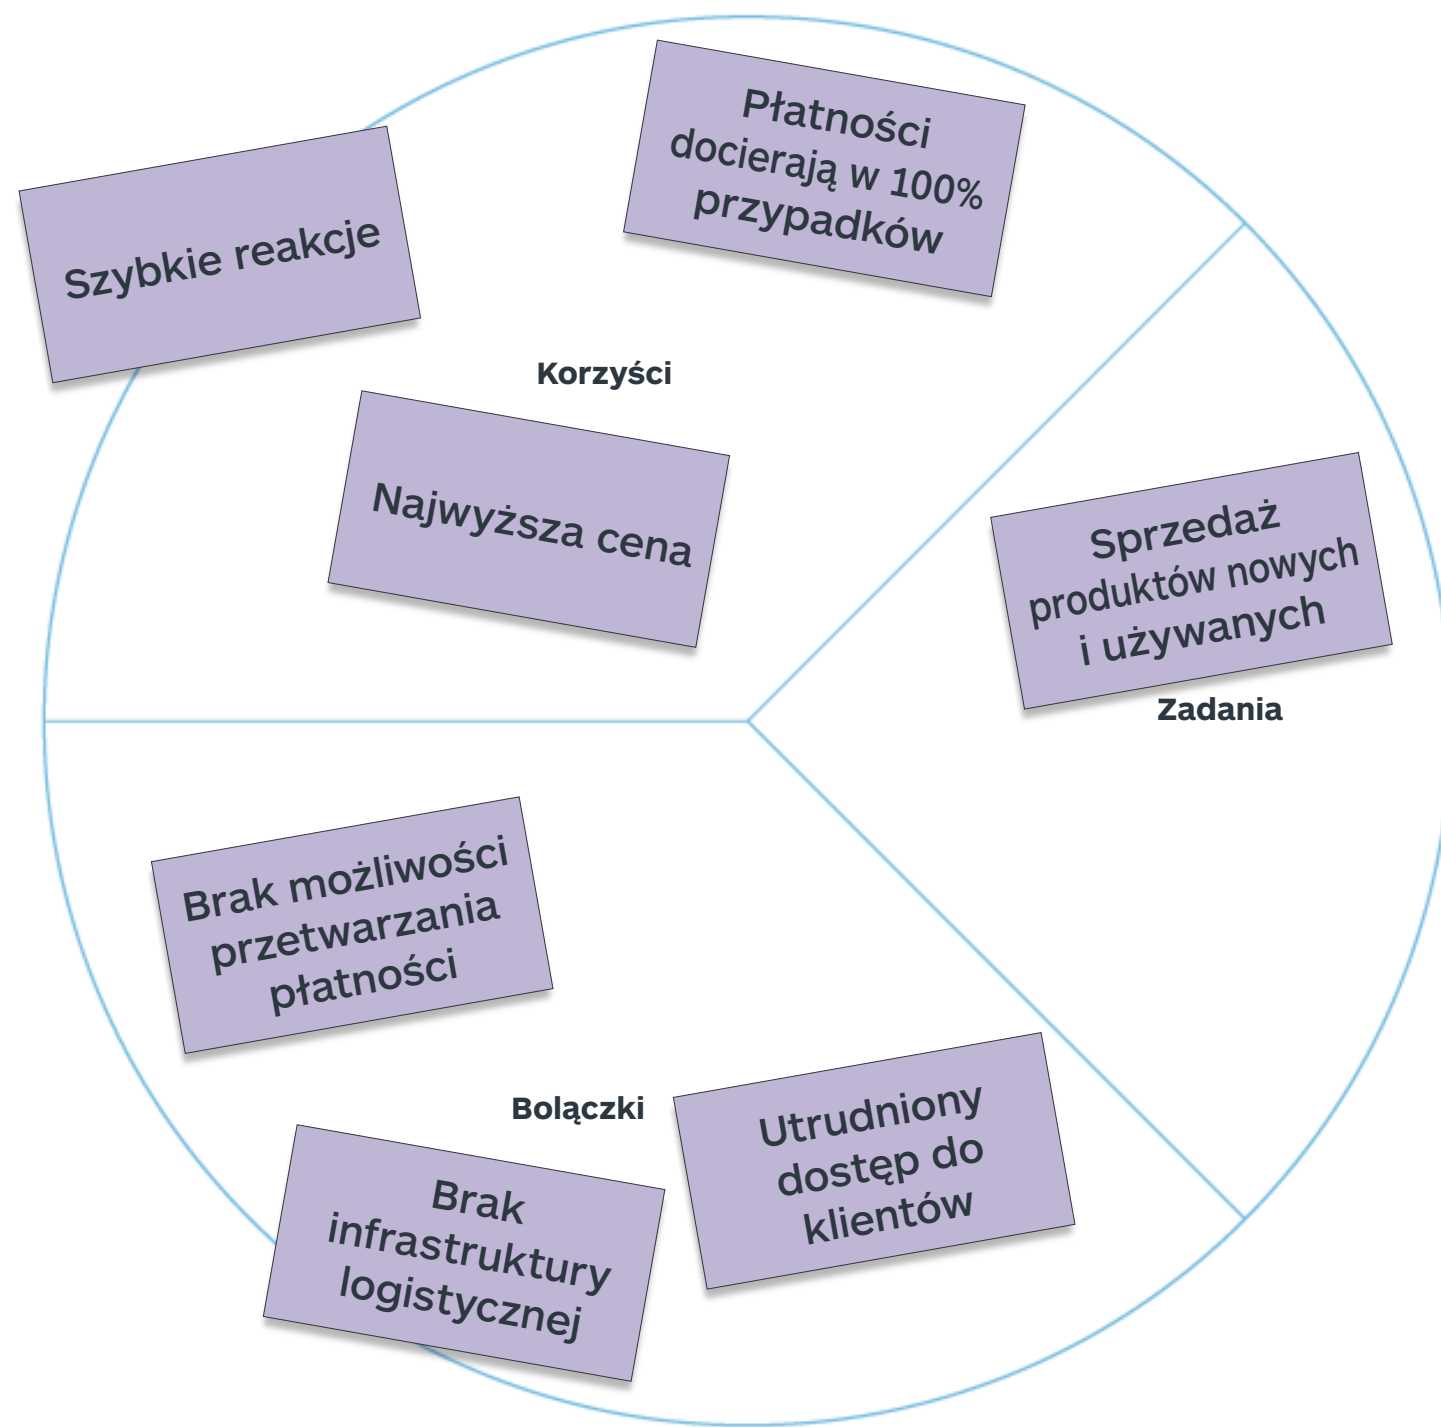 Płatności
docierają w 100%
przypadków
Szybkie reakcje
Korzyści
Najwyższa cena
Sprzedaż
produktów nowych
i używanych
Zadania
Brak możliwości
przetwarzania
płatności
Bolączki
Utrudniony
dostęp do
klientów
Brak
infrastruktury
logistycznej